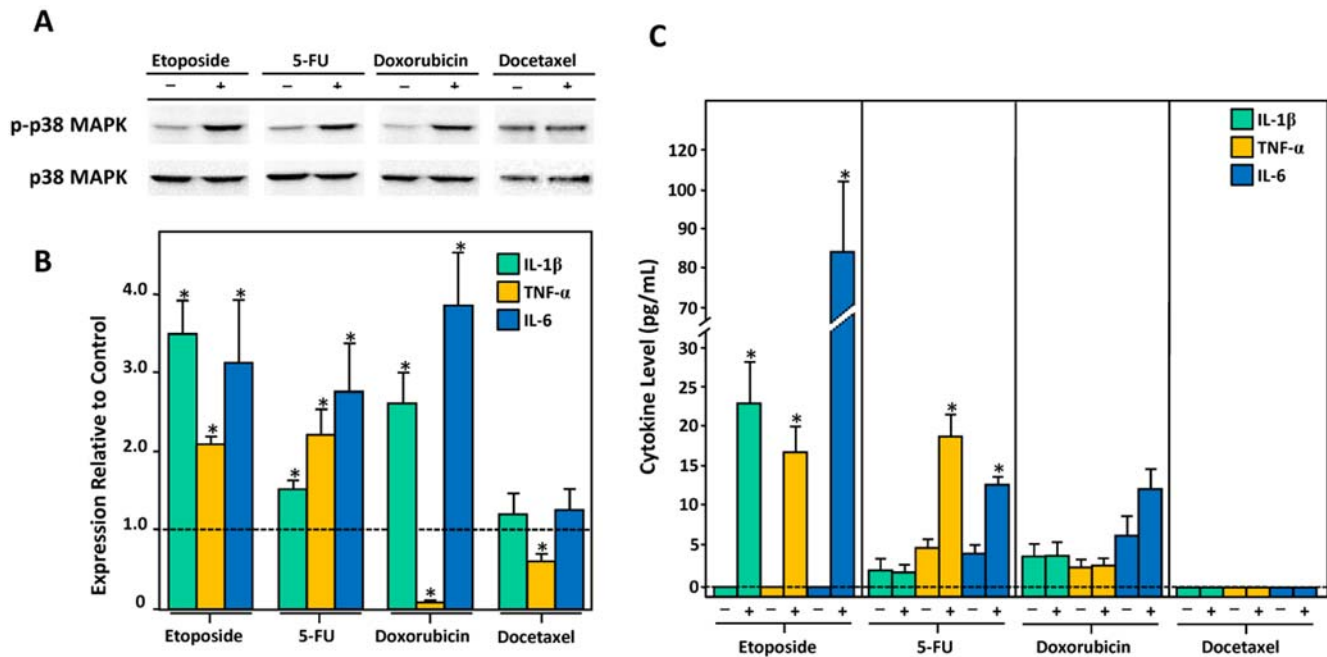 A
Etoposide 5-FU Doxorubicin Docetaxel
– + – + – + – +
p-p38 MAPK
p38 MAPK
B
IL-1β
TNF-α
IL-6
Expression Relative to Control
4.0
3.0
2.0
1.0
0
* * * * * * * * * *
Etoposide 5-FU Doxorubicin Docetaxel
C
IL-1β
TNF-α
IL-6
Cytokine Level (pg/mL)
120
100
80
70
30
25
20
15
10
5
0
* * * * *
– + – + – + – + – + – + – + – + – + – + – + – +
Etoposide 5-FU Doxorubicin Docetaxel